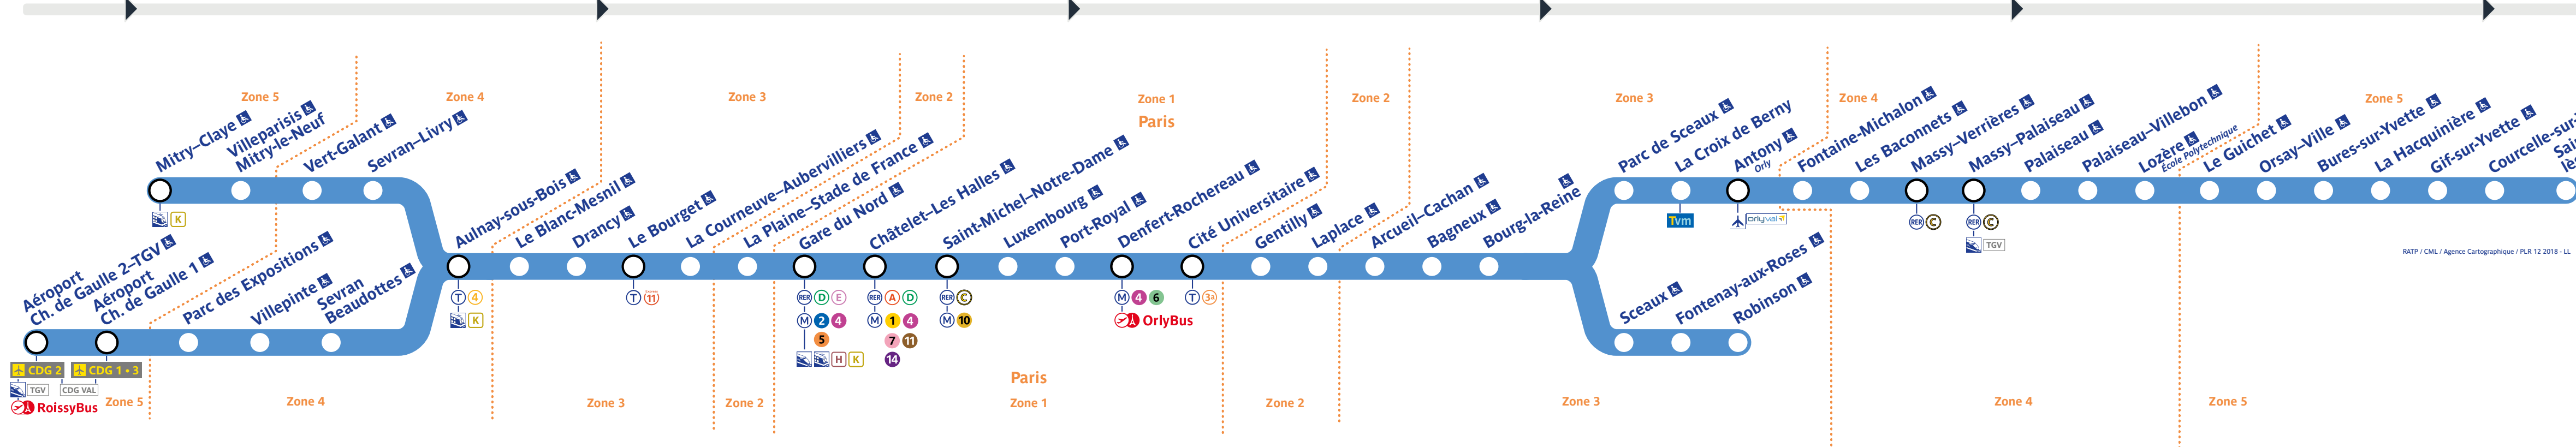 Zone 5
Zone 4
Zone 3
Zone 2
Zone 1
Paris
Zone 2
Zone 3
Zone 4
Zone 5
Mitry–Claye
Villeparisis
Mitry-le-Neuf
Vert-Galant
Sevran–Livry
K
Aéroport
Ch. de Gaulle 2–TGV
Aéroport
Ch. de Gaulle 1
Parc des Expositions
Villepinte
Sevran
Beaudottes
CDG 2
CDG 1 • 3
TGV
CDG VAL
RoissyBus
Aulnay-sous-Bois
T 4
K
Le Blanc-Mesnil
Drancy
Le Bourget
T Express 11
La Courneuve–Aubervilliers
La Plaine–Stade de France
Gare du Nord
RER D E
M 2 4
5
H K
Châtelet–Les Halles
RER A D
M 1 4
7 11
14
Saint-Michel–Notre-Dame
RER C
M 10
Luxembourg
Port-Royal
Denfert-Rochereau
M 4 6
OrlyBus
Cité Universitaire
T 3a
Gentilly
Laplace
Arcueil–Cachan
Bagneux
Bourg-la-Reine
Parc de Sceaux
La Croix de Berny
Tvm
Antony
Orly
orlyval
Fontaine-Michalon
Les Baconnets
Massy–Verrières
RER C
Massy–Palaiseau
RER C
TGV
Palaiseau
Palaiseau–Villebon
Lozère
École Polytechnique
Le Guichet
Orsay–Ville
Bures-sur-Yvette
La Hacquinière
Gif-sur-Yvette
Courcelle-sur-
Sceaux
Fontenay-aux-Roses
Robinson
RATP / CML / Agence Cartographique / PLR 12 2018 - LL
Zone 5
Zone 4
Zone 3
Zone 2
Paris
Zone 1
Zone 2
Zone 3
Zone 4
Zone 5